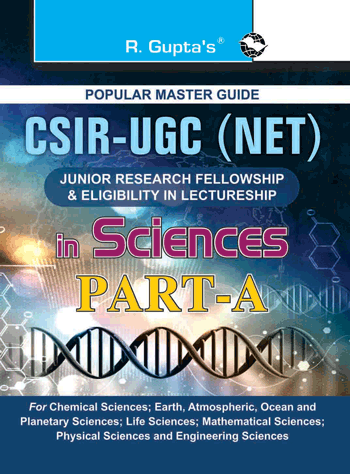 R. Gupta's®
POPULAR MASTER GUIDE
CSIR-UGC (NET)
JUNIOR RESEARCH FELLOWSHIP
& ELIGIBILITY IN LECTURESHIP
in Sciences
PART-A
For Chemical Sciences; Earth, Atmospheric, Ocean and
Planetary Sciences; Life Sciences; Mathematical Sciences;
Physical Sciences and Engineering Sciences